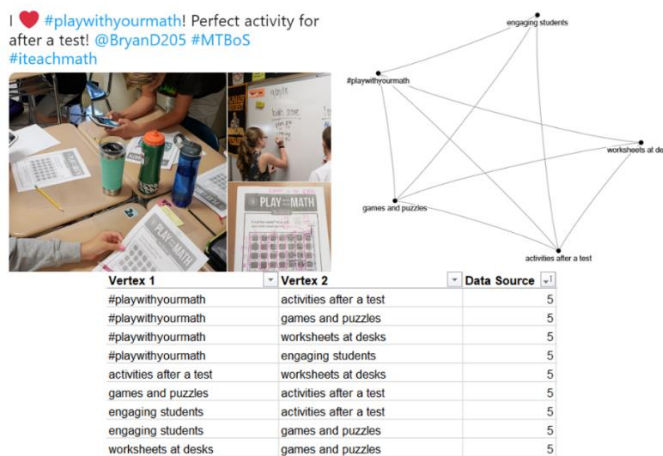 I ❤ #playwithyourmath! Perfect activity for
after a test! @BryanD205 #MTBoS
#iteachmath
PLAY MATH
PLAY MATH
engaging students
#playwithyourmath
worksheets at de
games and puzzles
activities after a test
Vertex 1 Vertex 2 Data Source
#playwithyourmath activities after a test 5
#playwithyourmath games and puzzles 5
#playwithyourmath worksheets at desks 5
#playwithyourmath engaging students 5
activities after a test worksheets at desks 5
games and puzzles activities after a test 5
engaging students activities after a test 5
engaging students games and puzzles 5
worksheets at desks games and puzzles 5